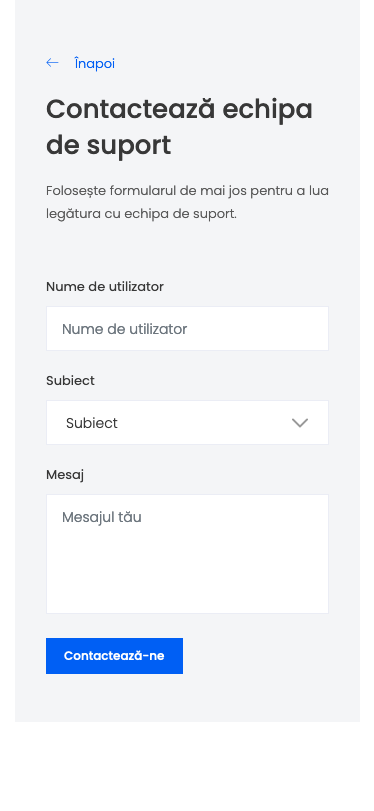 Înapoi
Contactează echipa
de suport
Folosește formularul de mai jos pentru a lua
legătura cu echipa de suport.
Nume de utilizator
Nume de utilizator
Subiect
Subiect
Mesaj
Mesajul tău
Contactează-ne